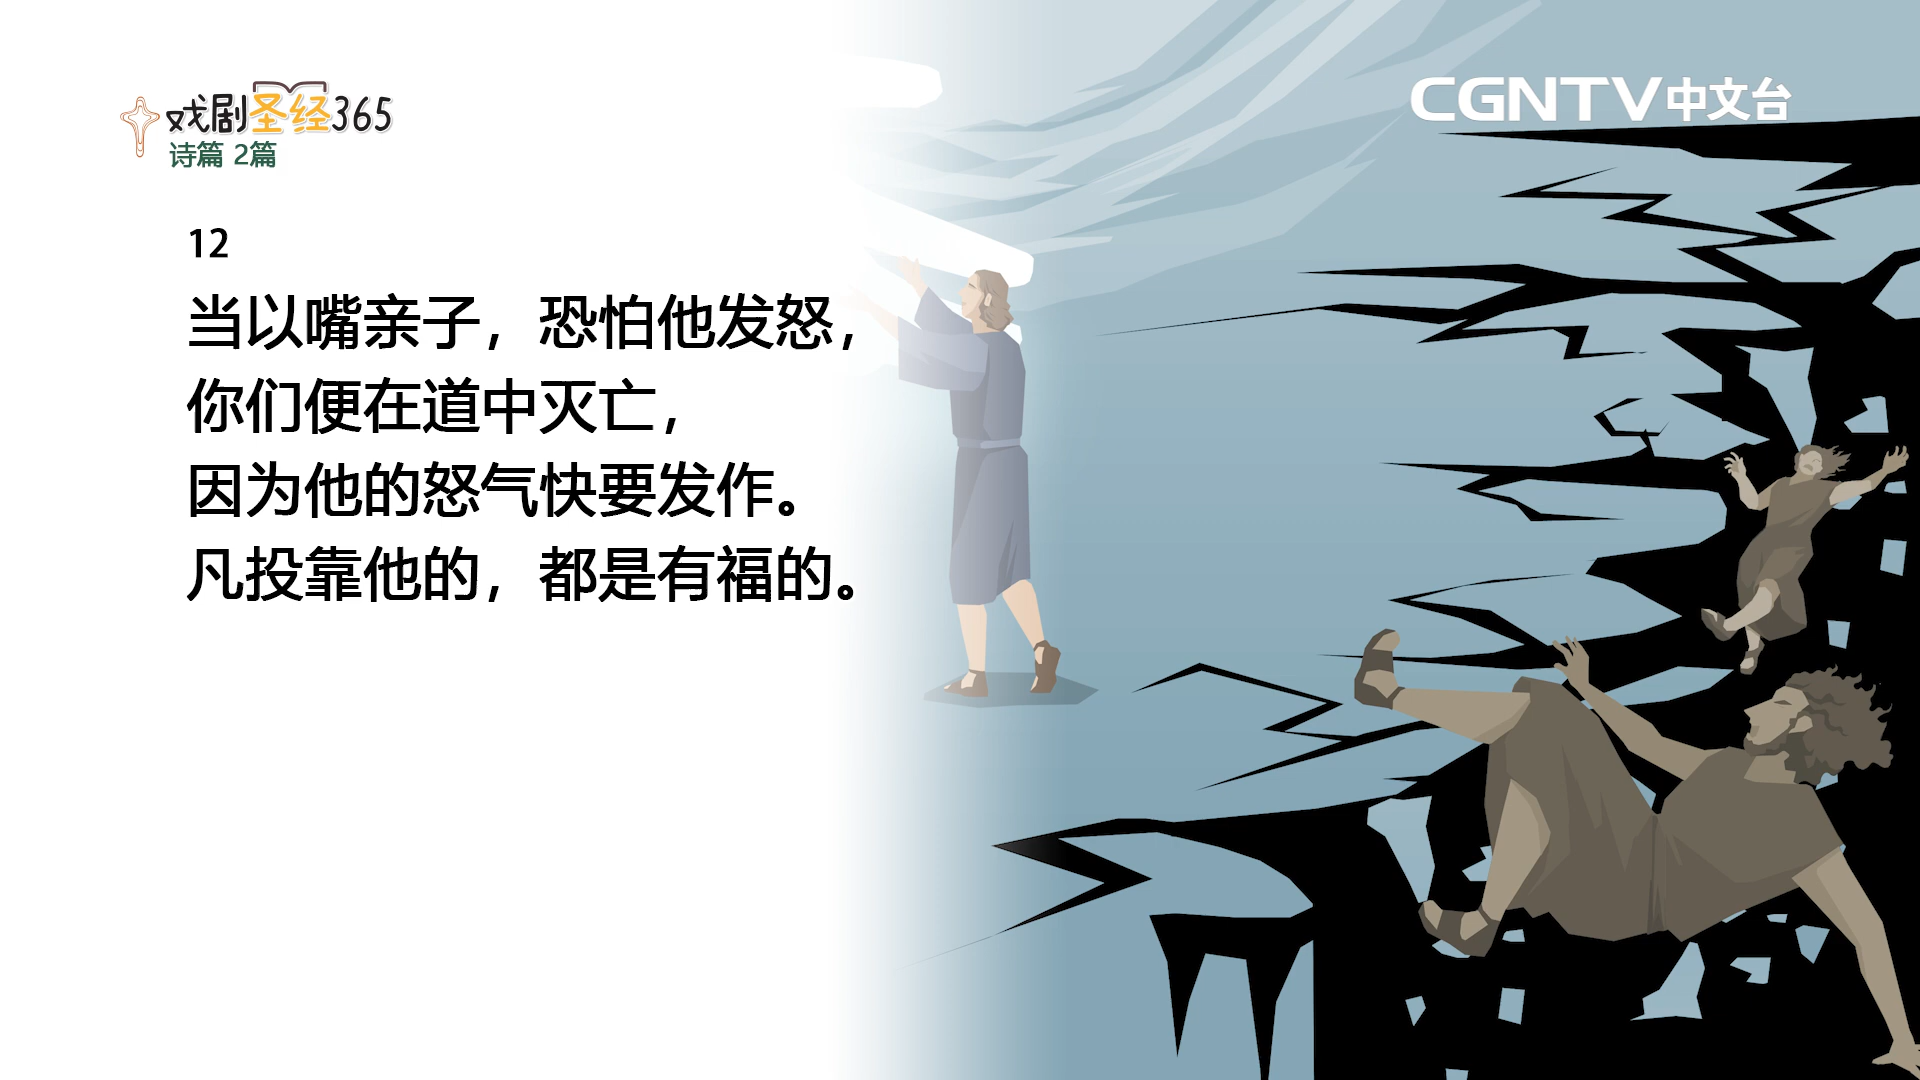 戏剧圣经365
诗篇 2篇
CGNTV中文台
12
当以嘴亲子，恐怕他发怒，
你们便在道中灭亡，
因为他的怒气快要发作。
凡投靠他的，都是有福的。